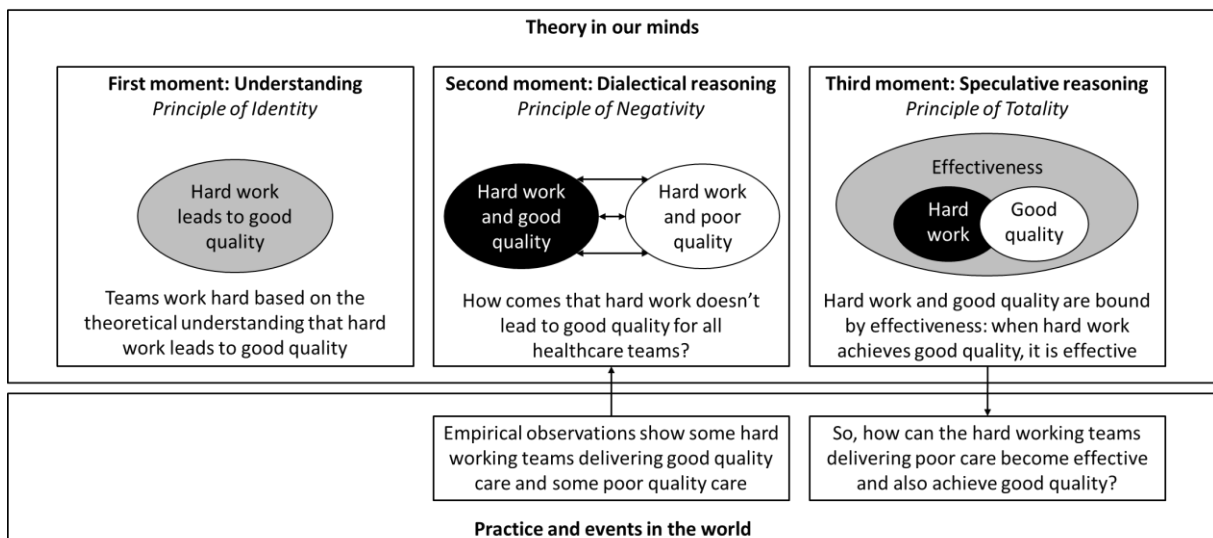 Theory in our minds
First moment: Understanding
Principle of Identity
Hard work
leads to good
quality
Teams work hard based on the
theoretical understanding that hard
work leads to good quality
Second moment: Dialectical reasoning
Principle of Negativity
Hard work
and good
quality
Hard work
and poor
quality
How comes that hard work doesn't
lead to good quality for all
healthcare teams?
Third moment: Speculative reasoning
Principle of Totality
Effectiveness
Hard
work
Good
quality
Hard work and good quality are bound
by effectiveness: when hard work
achieves good quality, it is effective
Empirical observations show some hard
working teams delivering good quality
care and some poor quality care
So, how can the hard working teams
delivering poor care become effective
and also achieve good quality?
Practice and events in the world